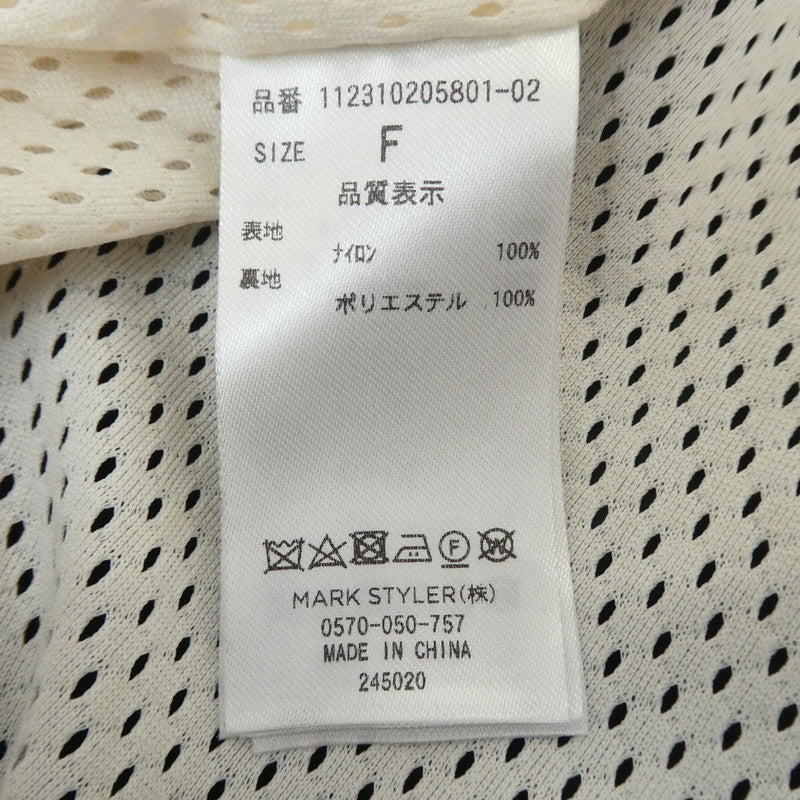 品番 112310205801-02
SIZE F
品質表示
表地 ナイロン 100%
裏地 ポリエステル 100%
F W
MARK STYLER(株)
0570-050-757
MADE IN CHINA
245020